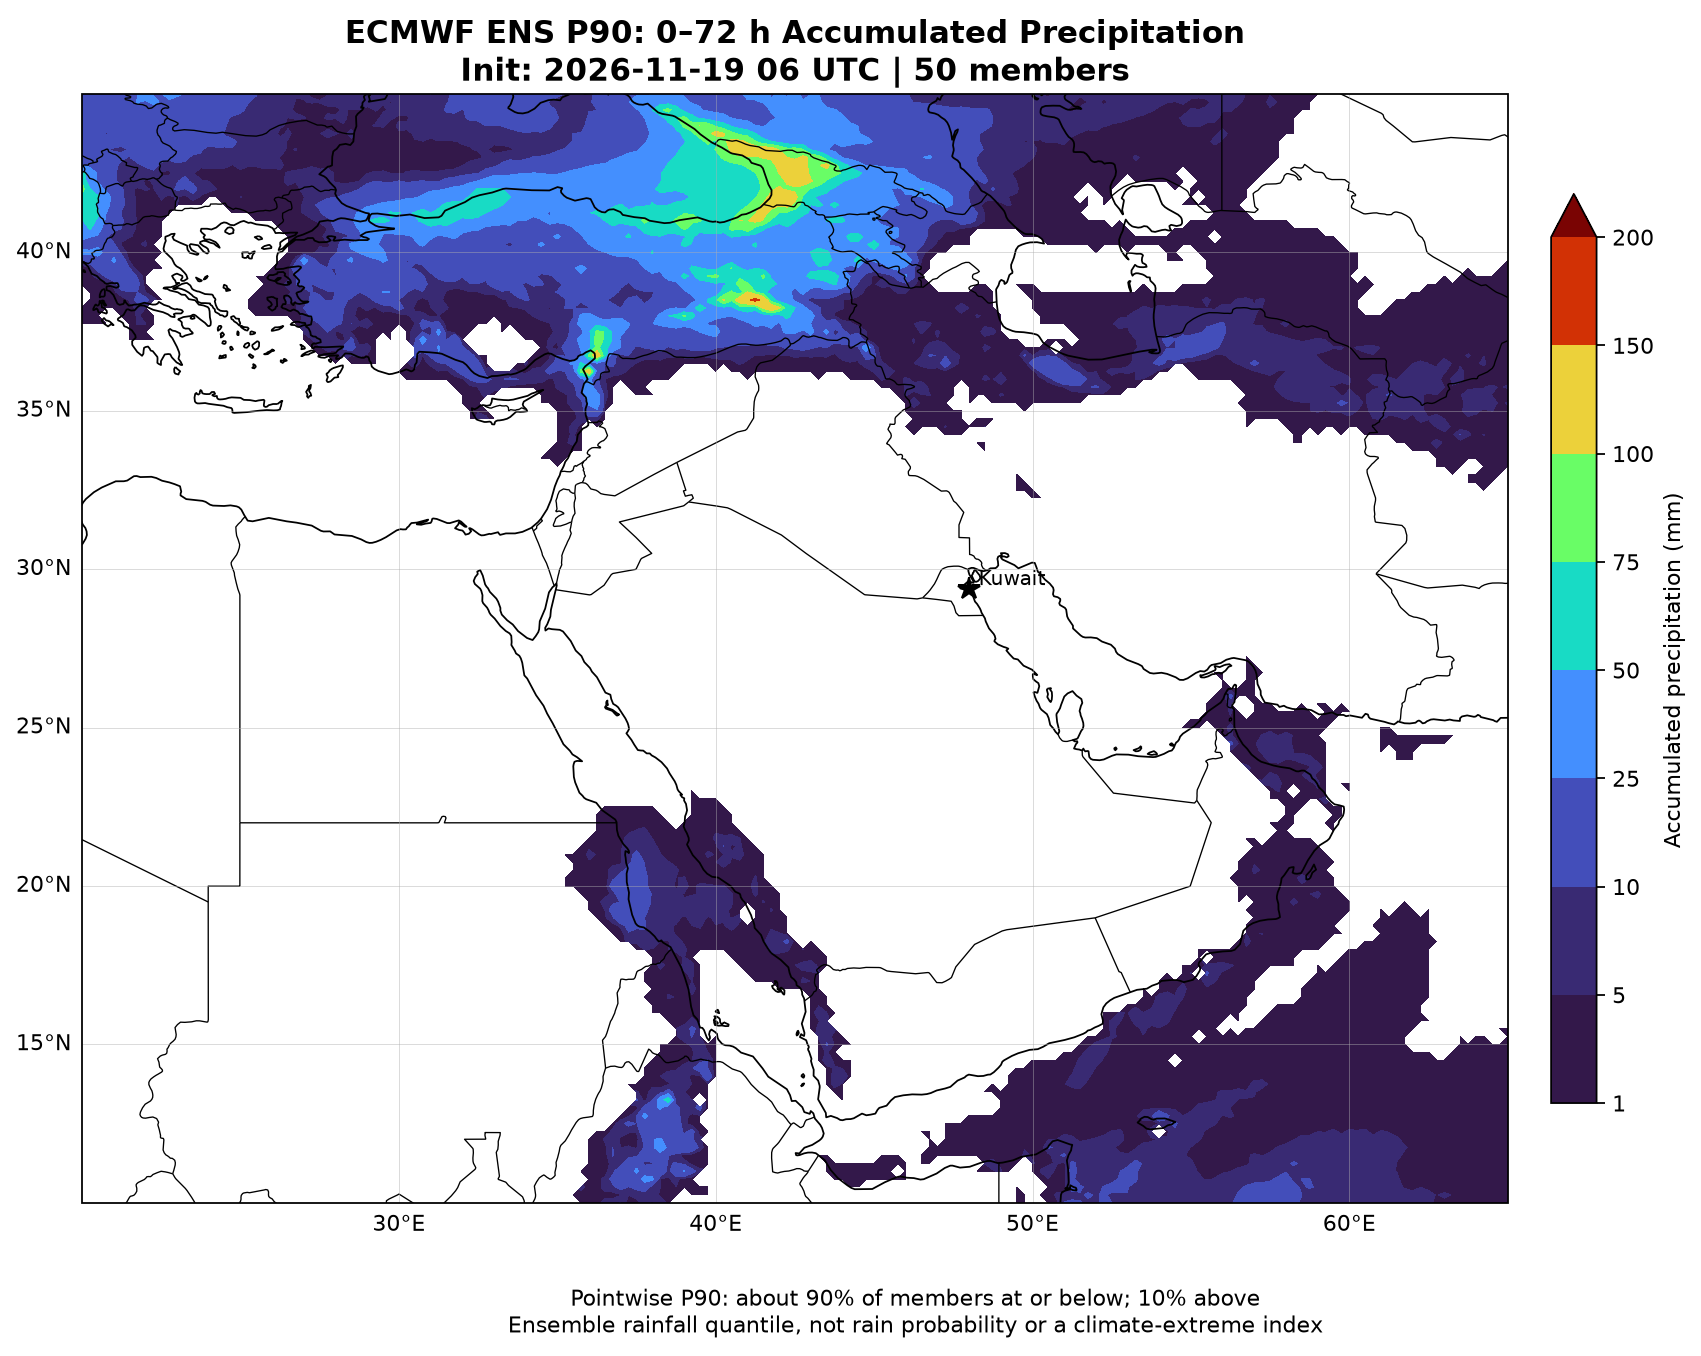 ECMWF ENS P90: 0–72 h Accumulated Precipitation
Init: 2026-11-19 06 UTC | 50 members
40°N
35°N
30°N
25°N
20°N
15°N
Kuwait
30°E
40°E
50°E
60°E
200
150
100
75
50
25
10
5
1
Accumulated precipitation (mm)
Pointwise P90: about 90% of members at or below; 10% above
Ensemble rainfall quantile, not rain probability or a climate-extreme index